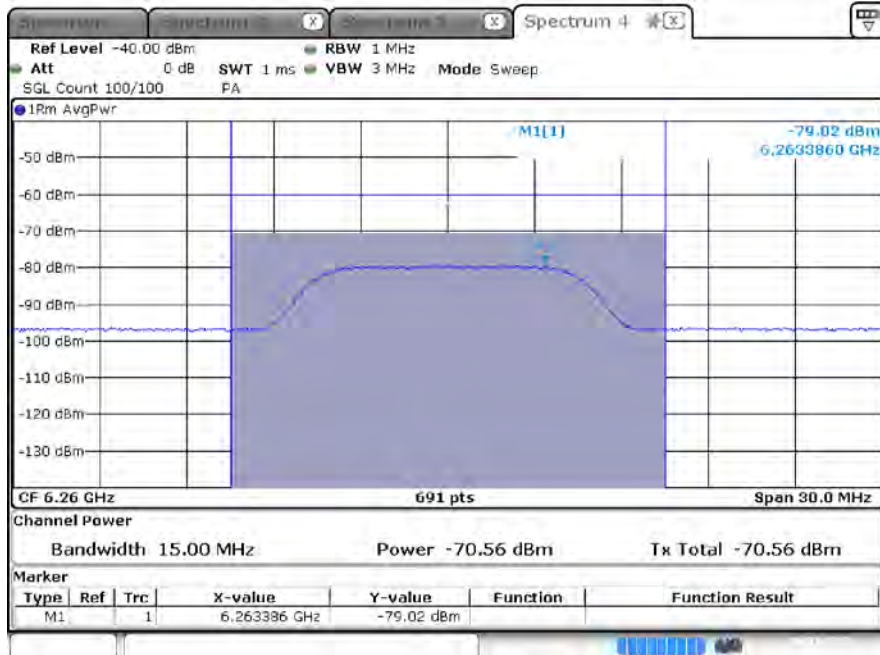 Spectrum 4
Ref Level -40.00 dBm RBW 1 MHz
Att 0 dB SWT 1 ms VBW 3 MHz Mode Sweep
SGL Count 100/100 PA
1Rm AvgPwr
M1[1] -79.02 dBm
6.2633860 GHz
-50 dBm
-60 dBm
-70 dBm
-80 dBm
-90 dBm
-100 dBm
-110 dBm
-120 dBm
-130 dBm
CF 6.26 GHz 691 pts Span 30.0 MHz
Channel Power
Bandwidth 15.00 MHz Power -70.56 dBm Tx Total -70.56 dBm
Marker
Type Ref Trc X-value Y-value Function Function Result
M1 1 6.263386 GHz -79.02 dBm